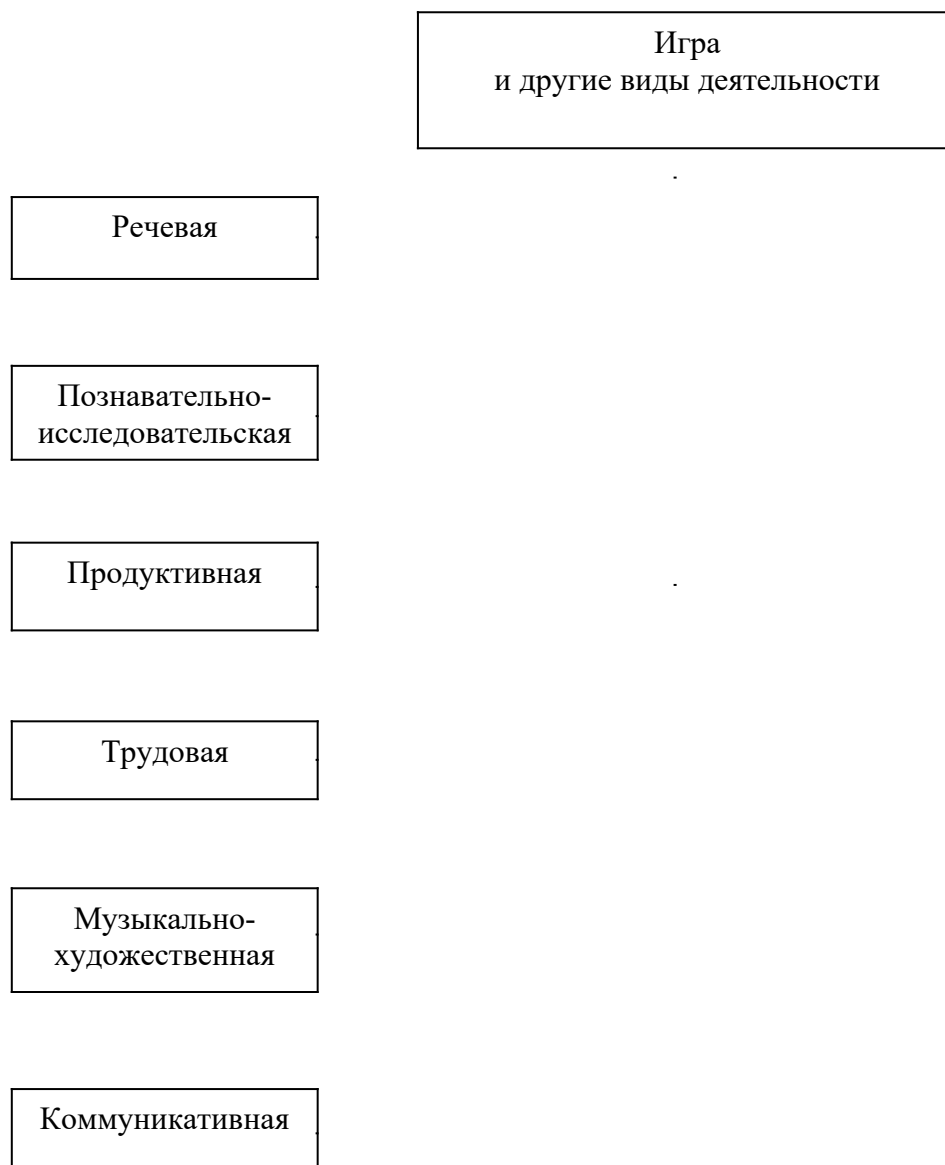 Игра
и другие виды деятельности
Речевая
Познавательно-
исследовательская
Продуктивная
Трудовая
Музыкально-
художественная
Коммуникативная